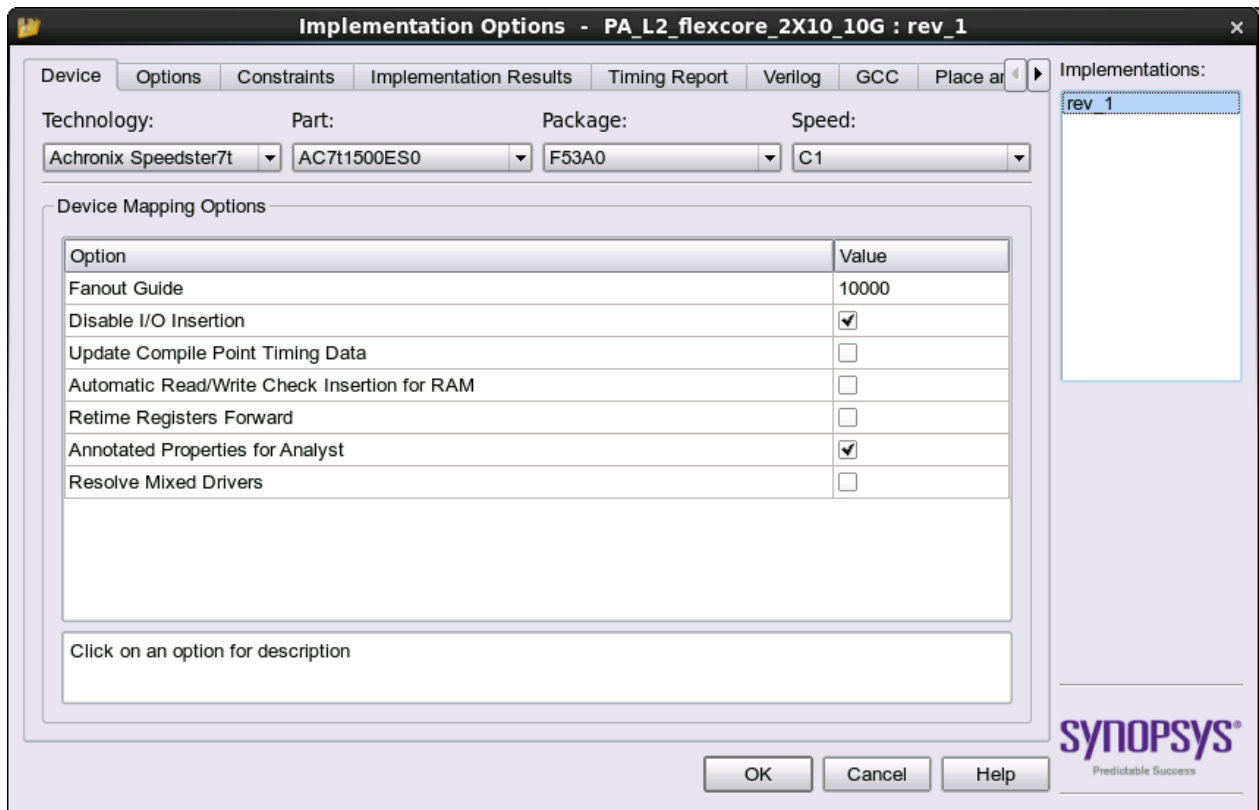 Implementation Options - PA_L2_flexcore_2X10_10G : rev_1
Device Options Constraints Implementation Results Timing Report Verilog GCC Place ar
Implementations:
rev_1
Technology: Part: Package: Speed:
Achronix Speedster7t AC7t1500ES0 F53A0 C1
Device Mapping Options
Option Value
Fanout Guide 10000
Disable I/O Insertion
Update Compile Point Timing Data
Automatic Read/Write Check Insertion for RAM
Retime Registers Forward
Annotated Properties for Analyst
Resolve Mixed Drivers
Click on an option for description
SYNOPSYS®
Predictable Success
OK Cancel Help